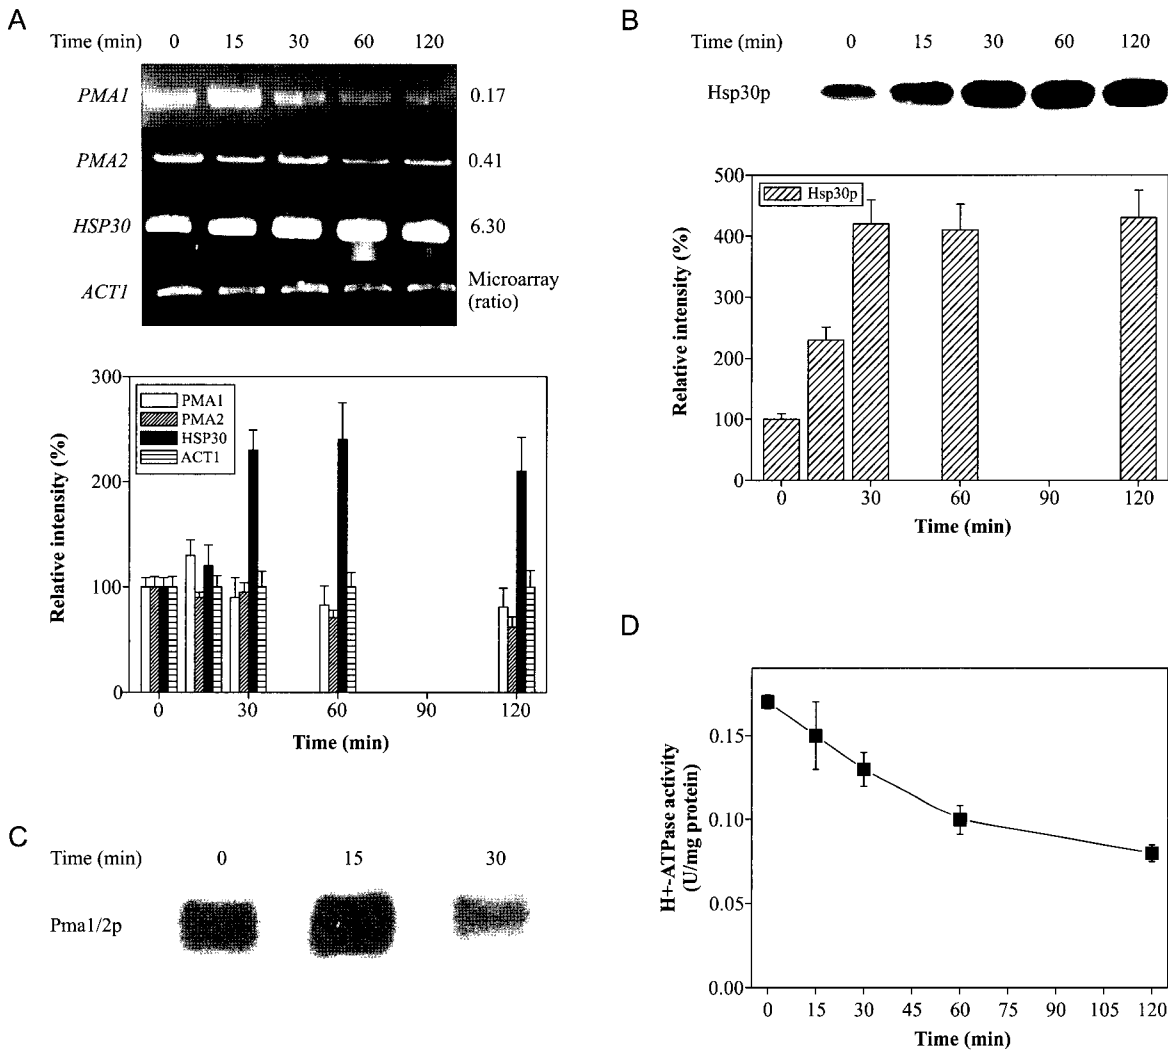 A
Time (min) 0 15 30 60 120
PMA1 0.17
PMA2 0.41
HSP30 6.30
ACT1 Microarray (ratio)
300
200
100
0
Relative intensity (%)
PMA1
PMA2
HSP30
ACT1
0 30 60 90 120
Time (min)
B
Time (min) 0 15 30 60 120
Hsp30p
500
400
300
200
100
0
Relative intensity (%)
Hsp30p
0 30 60 90 120
Time (min)
C
Time (min) 0 15 30
Pma1/2p
D
0.15
0.10
0.05
0.00
H+-ATPase activity
(U/mg protein)
0 15 30 45 60 75 90 105 120
Time (min)